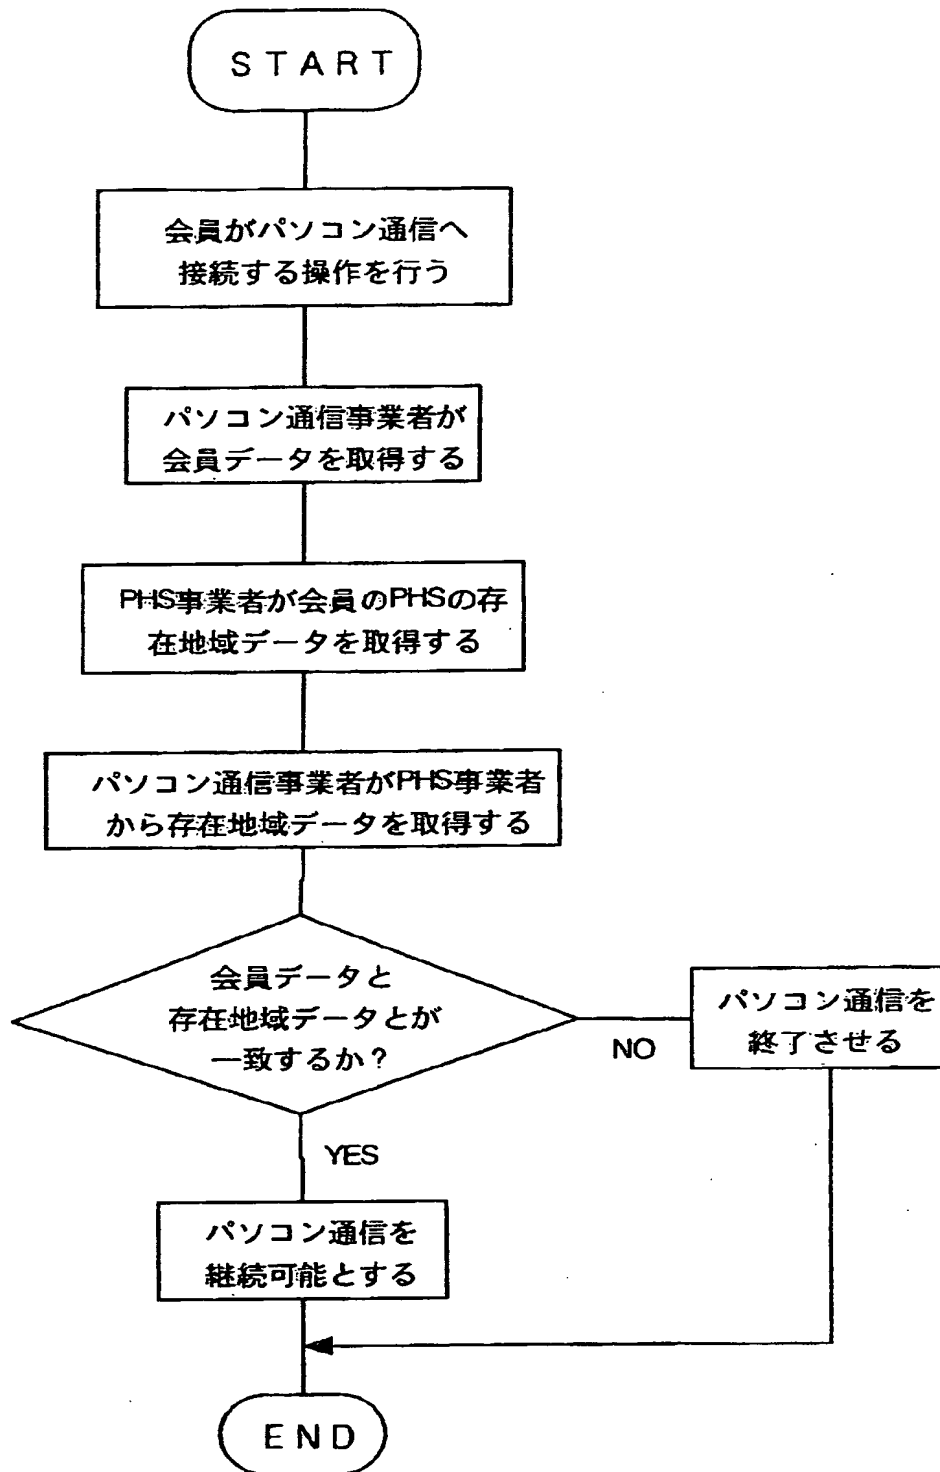 START
会員がパソコン通信へ
接続する操作を行う
パソコン通信事業者が
会員データを取得する
PHS事業者が会員のPHSの存
在地域データを取得する
パソコン通信事業者がPHS事業者
から存在地域データを取得する
会員データと
存在地域データとが
一致するか?
NO
パソコン通信を
終了させる
YES
パソコン通信を
継続可能とする
END